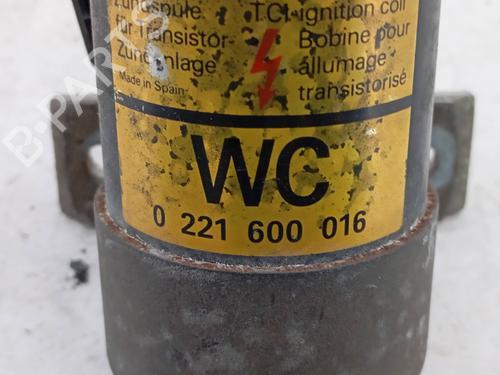 Zündspule TCI-ignition coil
für Transistor- Bobine pour
Zündanlage allumage
Made in Spain transistorisé
WC
0 221 600 016
B-PARTS